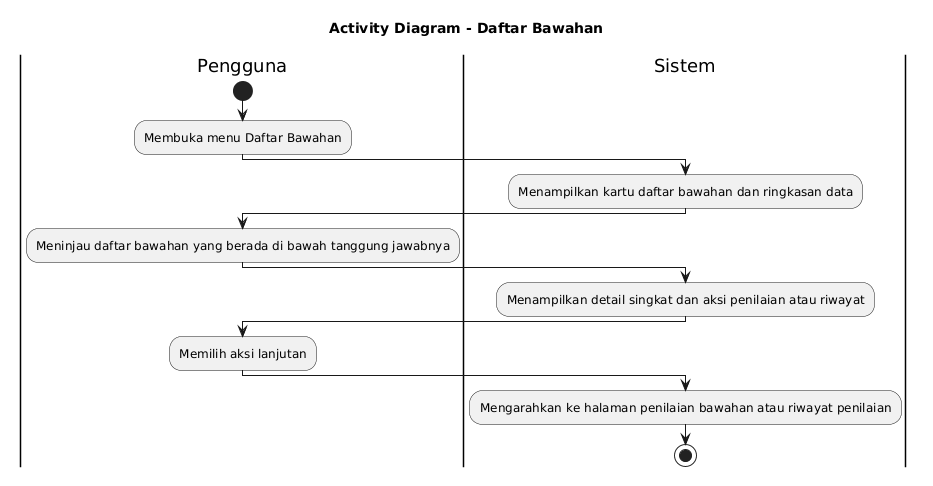 Activity Diagram - Daftar Bawahan
Pengguna
Sistem
Membuka menu Daftar Bawahan
Menampilkan kartu daftar bawahan dan ringkasan data
Meninjau daftar bawahan yang berada di bawah tanggung jawabnya
Menampilkan detail singkat dan aksi penilaian atau riwayat
Memilih aksi lanjutan
Mengarahkan ke halaman penilaian bawahan atau riwayat penilaian